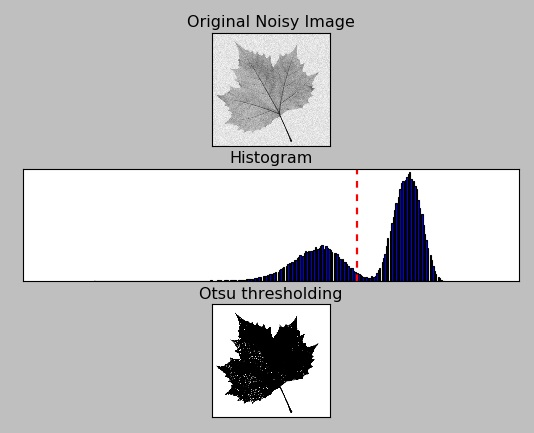 Original Noisy Image
Histogram
Otsu thresholding